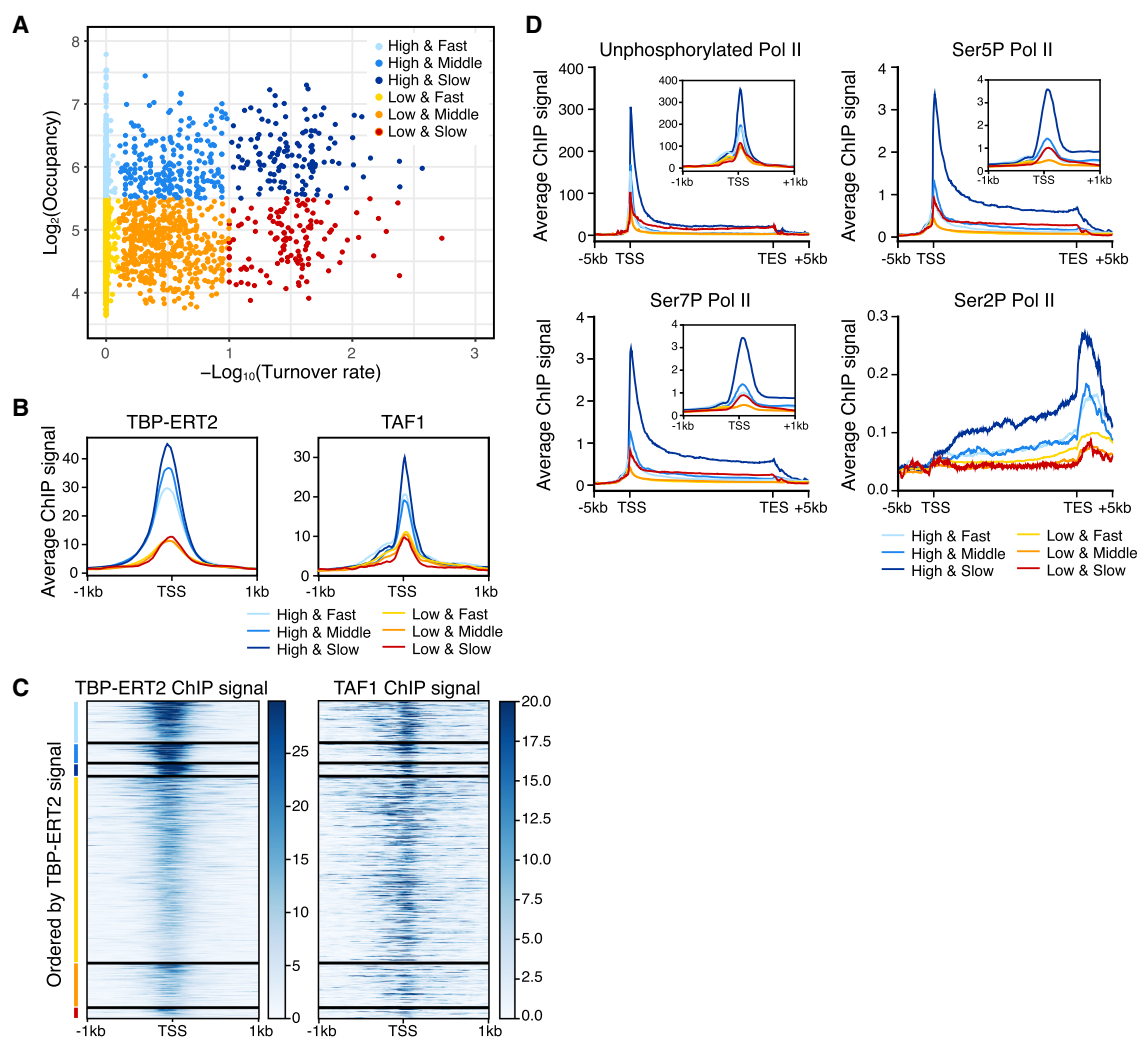 A
8
7
6
5
4
0
1
2
3
Log₂(Occupancy)
−Log₁₀(Turnover rate)
High & Fast
High & Middle
High & Slow
Low & Fast
Low & Middle
Low & Slow
B
TBP-ERT2
TAF1
Average ChIP signal
40
30
20
10
0
-1kb
TSS
1kb
30
20
10
0
-1kb
TSS
1kb
High & Fast
High & Middle
High & Slow
Low & Fast
Low & Middle
Low & Slow
C
TBP-ERT2 ChIP signal
TAF1 ChIP signal
Ordered by TBP-ERT2 signal
-1kb
TSS
1kb
25
20
15
10
5
0
-1kb
TSS
1kb
20.0
17.5
15.0
12.5
10.0
7.5
5.0
2.5
0.0
D
Unphosphorylated Pol II
Average ChIP signal
400
300
200
100
0
-5kb
TSS
TES
+5kb
400
300
200
100
0
-1kb
TSS
+1kb
Ser5P Pol II
Average ChIP signal
4
3
2
1
0
-5kb
TSS
TES
+5kb
4
3
2
1
0
-1kb
TSS
+1kb
Ser7P Pol II
Average ChIP signal
4
3
2
1
0
-5kb
TSS
TES
+5kb
4
3
2
1
0
-1kb
TSS
+1kb
Ser2P Pol II
Average ChIP signal
0.3
0.2
0.1
0.0
-5kb
TSS
TES
+5kb
High & Fast
High & Middle
High & Slow
Low & Fast
Low & Middle
Low & Slow